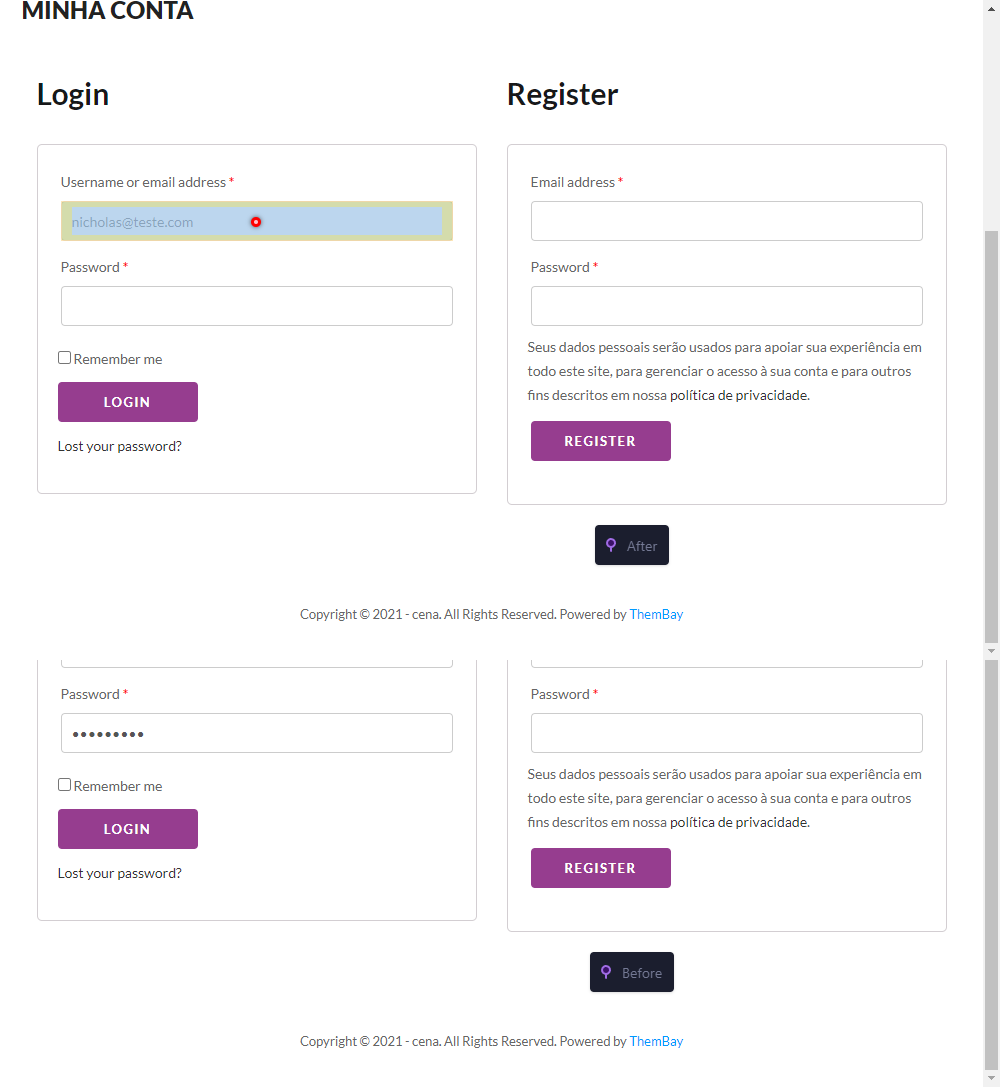 MINHA CONTA
Login
Username or email address *
nicholas@teste.com
Password *
Remember me
LOGIN
Lost your password?
Register
Email address *
Password *
Seus dados pessoais serão usados para apoiar sua experiência em
todo este site, para gerenciar o acesso à sua conta e para outros
fins descritos em nossa política de privacidade.
REGISTER
After
Copyright © 2021 - cena. All Rights Reserved. Powered by ThemBay
Password *
•••••••••
Remember me
LOGIN
Lost your password?
Password *
Seus dados pessoais serão usados para apoiar sua experiência em
todo este site, para gerenciar o acesso à sua conta e para outros
fins descritos em nossa política de privacidade.
REGISTER
Before
Copyright © 2021 - cena. All Rights Reserved. Powered by ThemBay